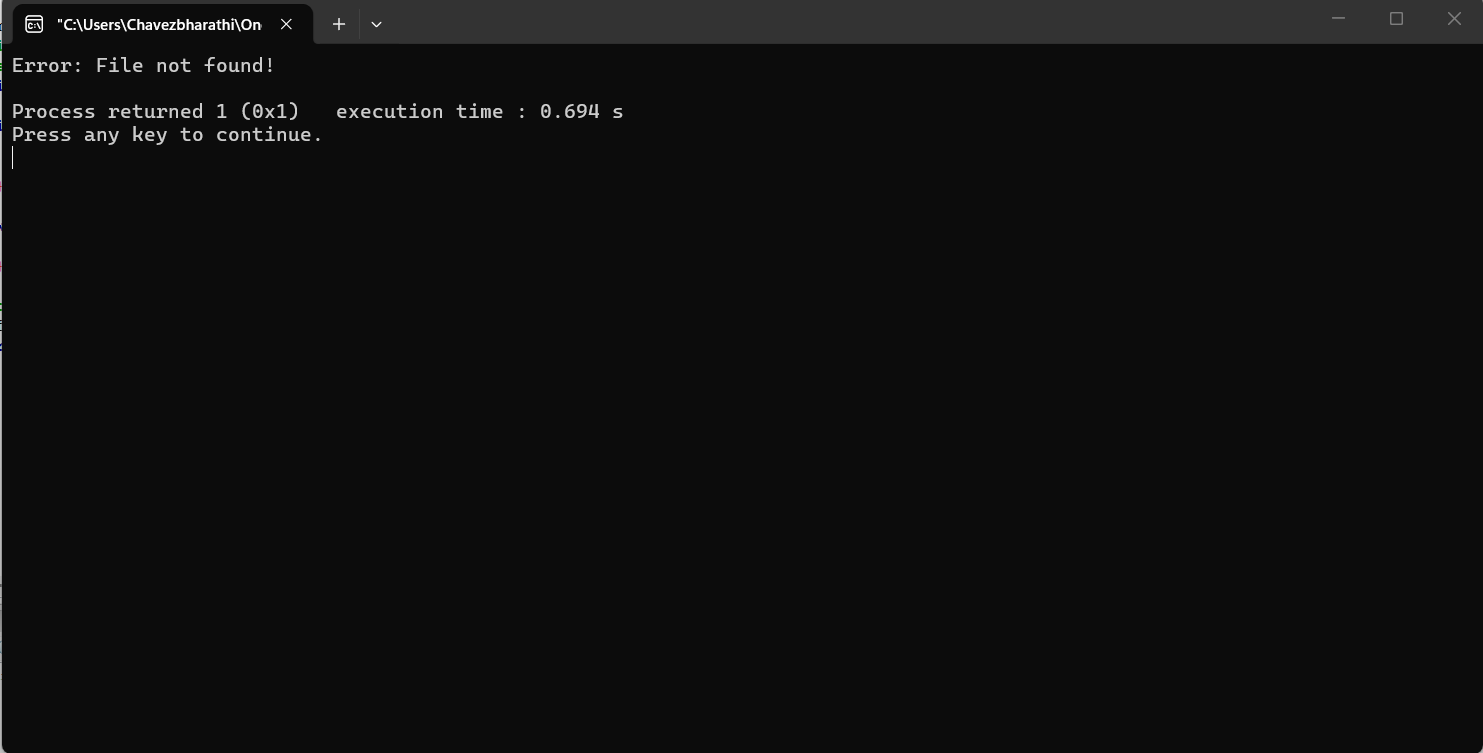 "C:\Users\Chavezbharathi\On
Error: File not found!
Process returned 1 (0x1)   execution time : 0.694 s
Press any key to continue.